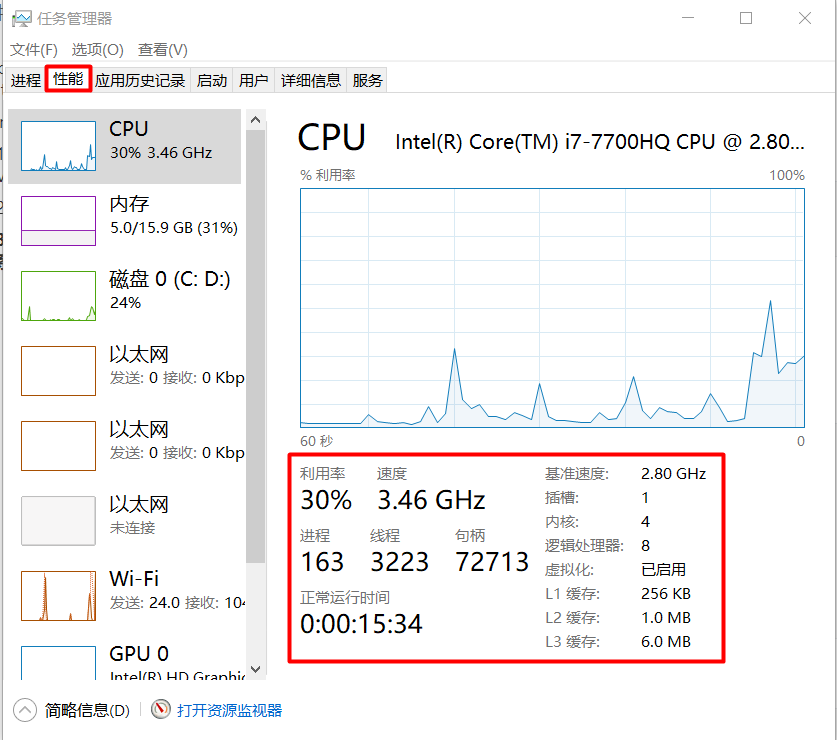 任务管理器
文件(F) 选项(O) 查看(V)
进程 性能 应用历史记录 启动 用户 详细信息 服务
CPU
30% 3.46 GHz
内存
5.0/15.9 GB (31%)
磁盘 0 (C: D:)
24%
以太网
发送: 0 接收: 0 Kbp
以太网
发送: 0 接收: 0 Kbp
以太网
未连接
Wi-Fi
发送: 24.0 接收: 104
GPU 0
Intel(R) HD Graphic
CPU Intel(R) Core(TM) i7-7700HQ CPU @ 2.80...
% 利用率 100%
60 秒 0
利用率 速度
30% 3.46 GHz
进程 线程 句柄
163 3223 72713
正常运行时间
0:00:15:34
基准速度: 2.80 GHz
插槽: 1
内核: 4
逻辑处理器: 8
虚拟化: 已启用
L1 缓存: 256 KB
L2 缓存: 1.0 MB
L3 缓存: 6.0 MB
简略信息(D) 打开资源监视器